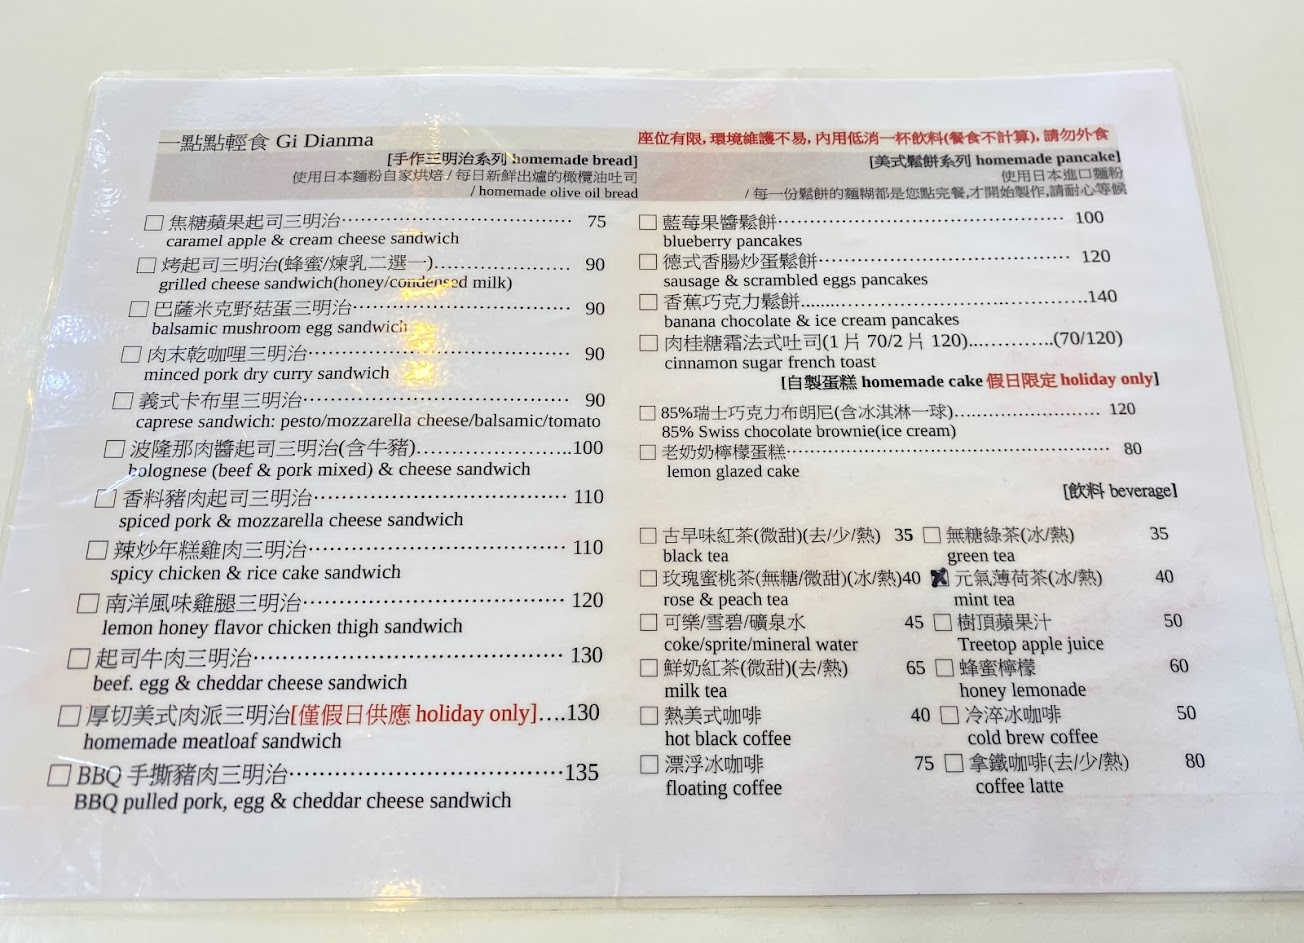 一點點輕食 Gi Dianma
座位有限, 環境維護不易, 內用低消一杯飲料(餐食不計算), 請勿外食
[手作三明治系列 homemade bread]
使用日本麵粉自家烘焙 / 每日新鮮出爐的橄欖油吐司
/ homemade olive oil bread
焦糖蘋果起司三明治 75
caramel apple & cream cheese sandwich
烤起司三明治(蜂蜜/煉乳二選一) 90
grilled cheese sandwich(honey/condensed milk)
巴薩米克野菇蛋三明治 90
balsamic mushroom egg sandwich
肉末乾咖哩三明治 90
minced pork dry curry sandwich
義式卡布里三明治 90
caprese sandwich: pesto/mozzarella cheese/balsamic/tomato
波隆那肉醬起司三明治(含牛豬) 100
bolognese (beef & pork mixed) & cheese sandwich
香料豬肉起司三明治 110
spiced pork & mozzarella cheese sandwich
辣炒年糕雞肉三明治 110
spicy chicken & rice cake sandwich
南洋風味雞腿三明治 120
lemon honey flavor chicken thigh sandwich
起司牛肉三明治 130
beef. egg & cheddar cheese sandwich
厚切美式肉派三明治[僅假日供應 holiday only] 130
homemade meatloaf sandwich
BBQ 手撕豬肉三明治 135
BBQ pulled pork, egg & cheddar cheese sandwich
[美式鬆餅系列 homemade pancake]
使用日本進口麵粉
/ 每一份鬆餅的麵糊都是您點完餐,才開始製作,請耐心等候
藍莓果醬鬆餅 100
blueberry pancakes
德式香腸炒蛋鬆餅 120
sausage & scrambled eggs pancakes
香蕉巧克力鬆餅 140
banana chocolate & ice cream pancakes
肉桂糖霜法式吐司(1 片 70/2 片 120) (70/120)
cinnamon sugar french toast
[自製蛋糕 homemade cake 假日限定 holiday only]
85%瑞士巧克力布朗尼(含冰淇淋一球) 120
85% Swiss chocolate brownie(ice cream)
老奶奶檸檬蛋糕 80
lemon glazed cake
[飲料 beverage]
古早味紅茶(微甜)(去/少/熱) 35 無糖綠茶(冰/熱) 35
black tea green tea
玫瑰蜜桃茶(無糖/微甜)(冰/熱)40 元氣薄荷茶(冰/熱) 40
rose & peach tea mint tea
可樂/雪碧/礦泉水 45 樹頂蘋果汁 50
coke/sprite/mineral water Treetop apple juice
鮮奶紅茶(微甜)(去/熱) 65 蜂蜜檸檬 60
milk tea honey lemonade
熱美式咖啡 40 冷淬冰咖啡 50
hot black coffee cold brew coffee
漂浮冰咖啡 75 拿鐵咖啡(去/少/熱) 80
floating coffee coffee latte